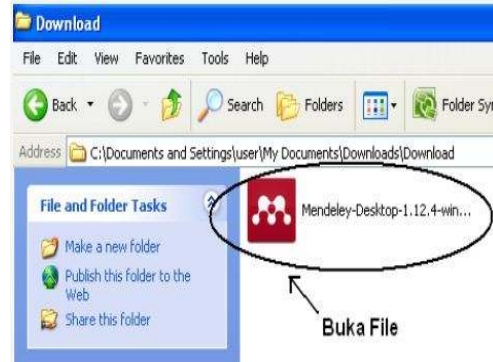 Download
File Edit View Favorites Tools Help
Back Search Folders Folder Syn
Address C:\Documents and Settings\user\My Documents\Downloads\Download
File and Folder Tasks
Make a new folder
Publish this folder to the
Web
Share this folder
Mendeley-Desktop-1.12.4-win...
Buka File